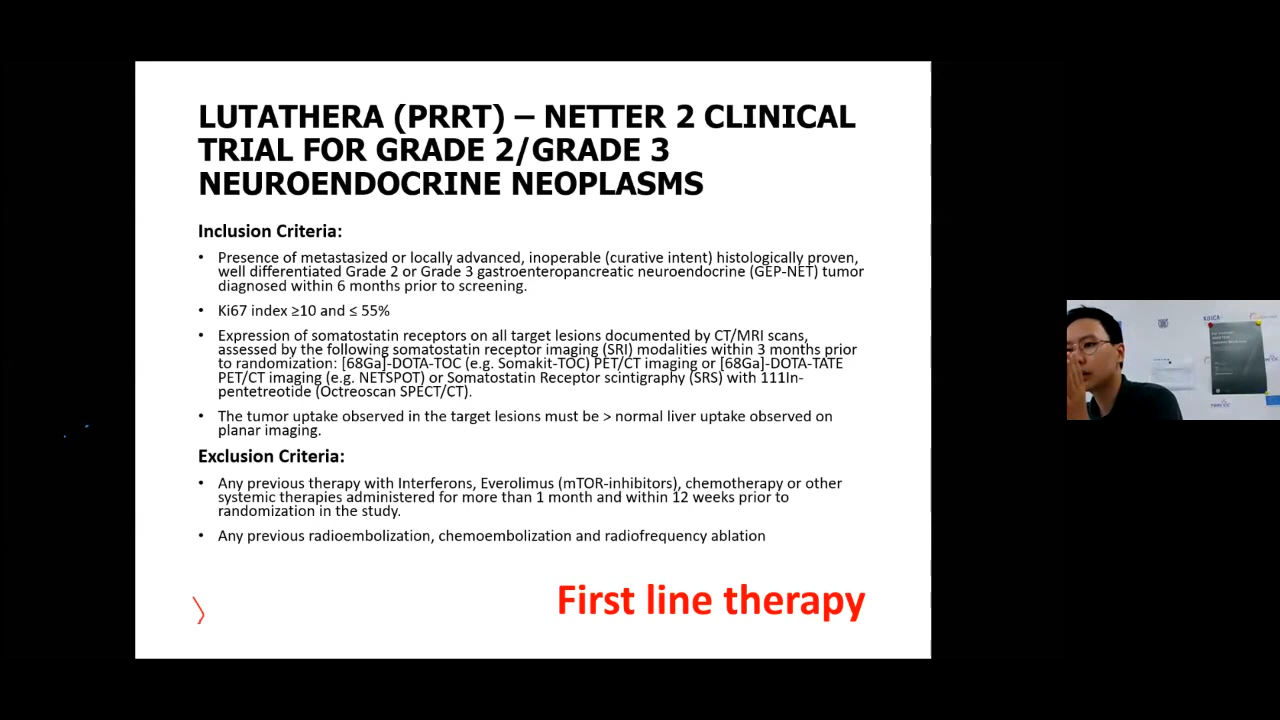 LUTATHERA (PRRT) – NETTER 2 CLINICAL
TRIAL FOR GRADE 2/GRADE 3
NEUROENDOCRINE NEOPLASMS
Inclusion Criteria:
• Presence of metastasized or locally advanced, inoperable (curative intent) histologically proven,
well differentiated Grade 2 or Grade 3 gastroenteropancreatic neuroendocrine (GEP-NET) tumor
diagnosed within 6 months prior to screening.
• Ki67 index ≥10 and ≤ 55%
• Expression of somatostatin receptors on all target lesions documented by CT/MRI scans,
assessed by the following somatostatin receptor imaging (SRI) modalities within 3 months prior
to randomization: [68Ga]-DOTA-TOC (e.g. Somakit-TOC) PET/CT imaging or [68Ga]-DOTA-TATE
PET/CT imaging (e.g. NETSPOT) or Somatostatin Receptor scintigraphy (SRS) with 111In-
pentetreotide (Octreoscan SPECT/CT).
• The tumor uptake observed in the target lesions must be > normal liver uptake observed on
planar imaging.
Exclusion Criteria:
• Any previous therapy with Interferons, Everolimus (mTOR-inhibitors), chemotherapy or other
systemic therapies administered for more than 1 month and within 12 weeks prior to
randomization in the study.
• Any previous radioembolization, chemoembolization and radiofrequency ablation
First line therapy
KOICA